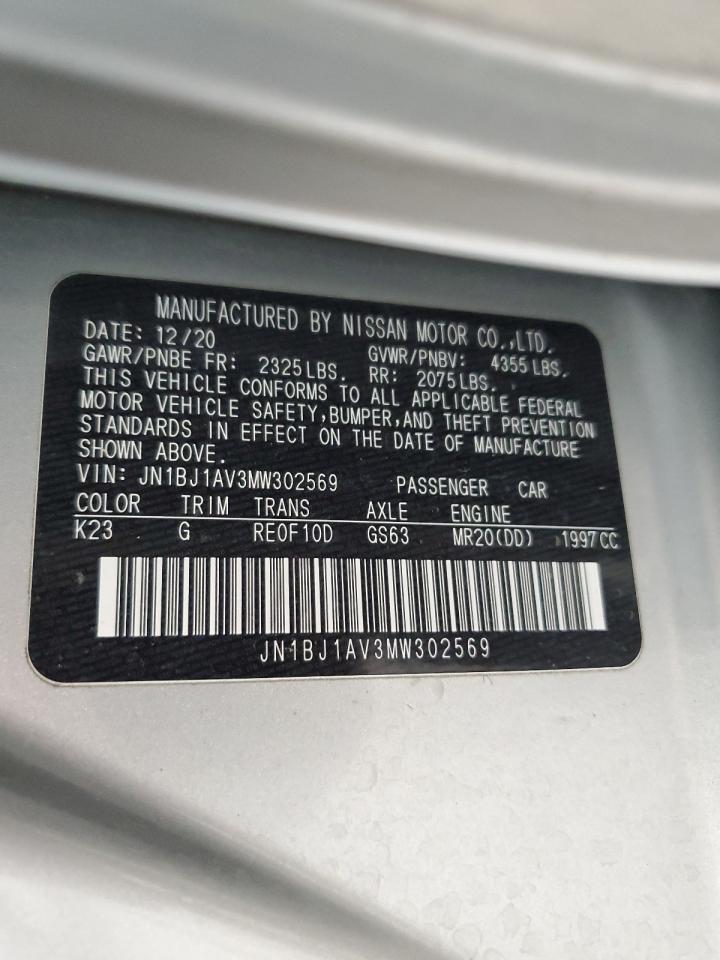 MANUFACTURED BY NISSAN MOTOR CO.,LTD.
DATE: 12/20
GAWR/PNBE FR: 2325LBS. GVWR/PNBV: 4355LBS.
RR: 2075LBS.
THIS VEHICLE CONFORMS TO ALL APPLICABLE FEDERAL
MOTOR VEHICLE SAFETY,BUMPER,AND THEFT PREVENTION
STANDARDS IN EFFECT ON THE DATE OF MANUFACTURE
SHOWN ABOVE.
VIN: JN1BJ1AV3MW302569 PASSENGER CAR
COLOR TRIM TRANS AXLE ENGINE
K23 G RE0F10D GS63 MR20(DD) 1997CC
JN1BJ1AV3MW302569